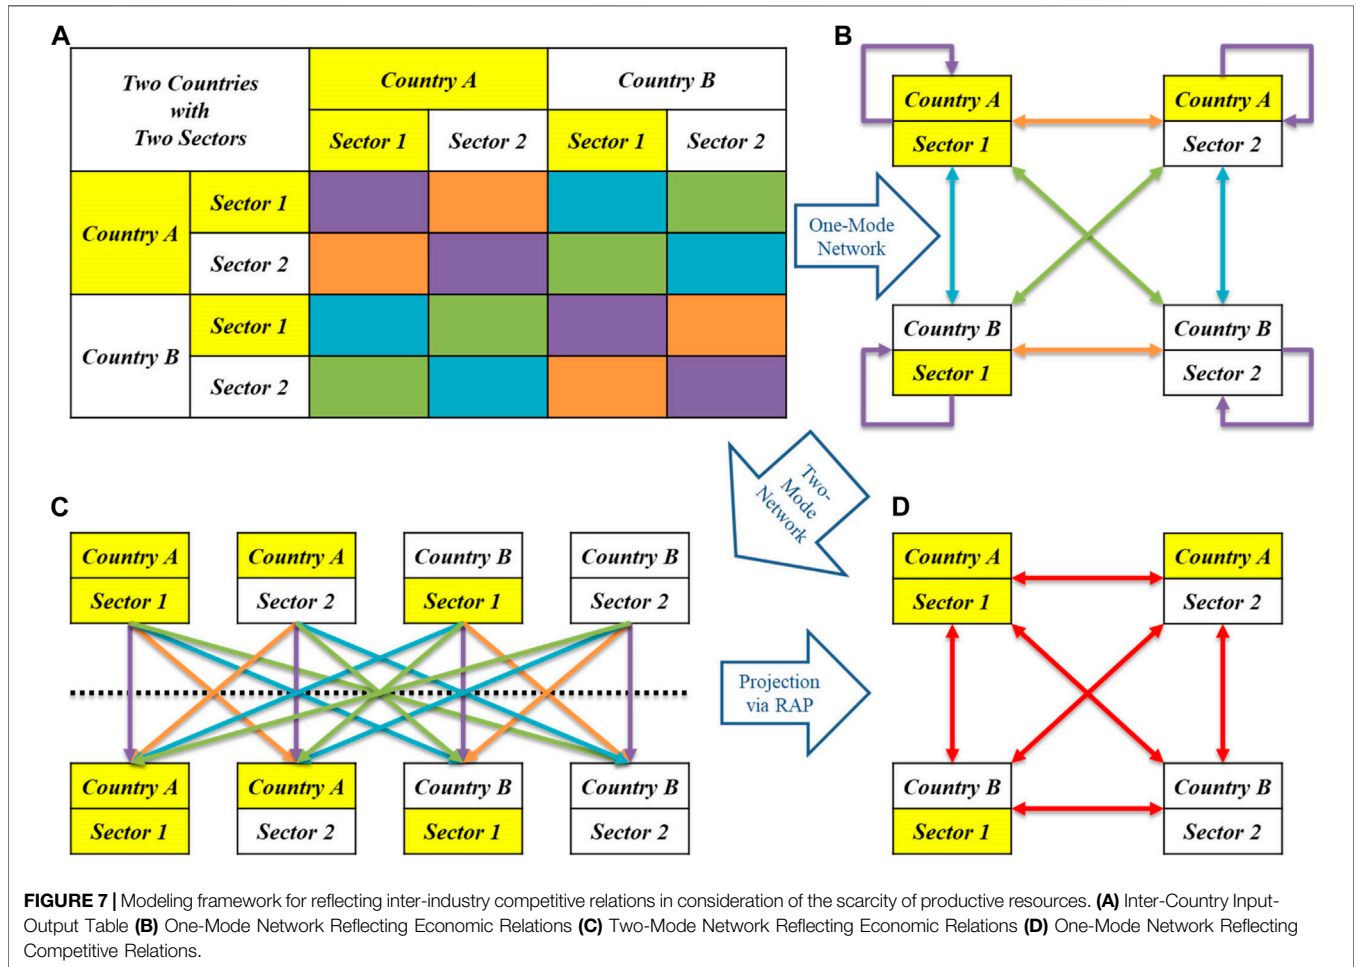 A
Two Countries
with
Two Sectors
Country A
Country B
Sector 1
Sector 2
Sector 1
Sector 2
Country A
Sector 1
Sector 2
Country B
Sector 1
Sector 2
One-Mode
Network
B
Country A
Sector 1
Country A
Sector 2
Country B
Sector 1
Country B
Sector 2
Two-
Mode
Network
C
Country A
Sector 1
Country A
Sector 2
Country B
Sector 1
Country B
Sector 2
Country A
Sector 1
Country A
Sector 2
Country B
Sector 1
Country B
Sector 2
Projection
via RAP
D
Country A
Sector 1
Country A
Sector 2
Country B
Sector 1
Country B
Sector 2
FIGURE 7 | Modeling framework for reflecting inter-industry competitive relations in consideration of the scarcity of productive resources. (A) Inter-Country Input-
Output Table (B) One-Mode Network Reflecting Economic Relations (C) Two-Mode Network Reflecting Economic Relations (D) One-Mode Network Reflecting
Competitive Relations.